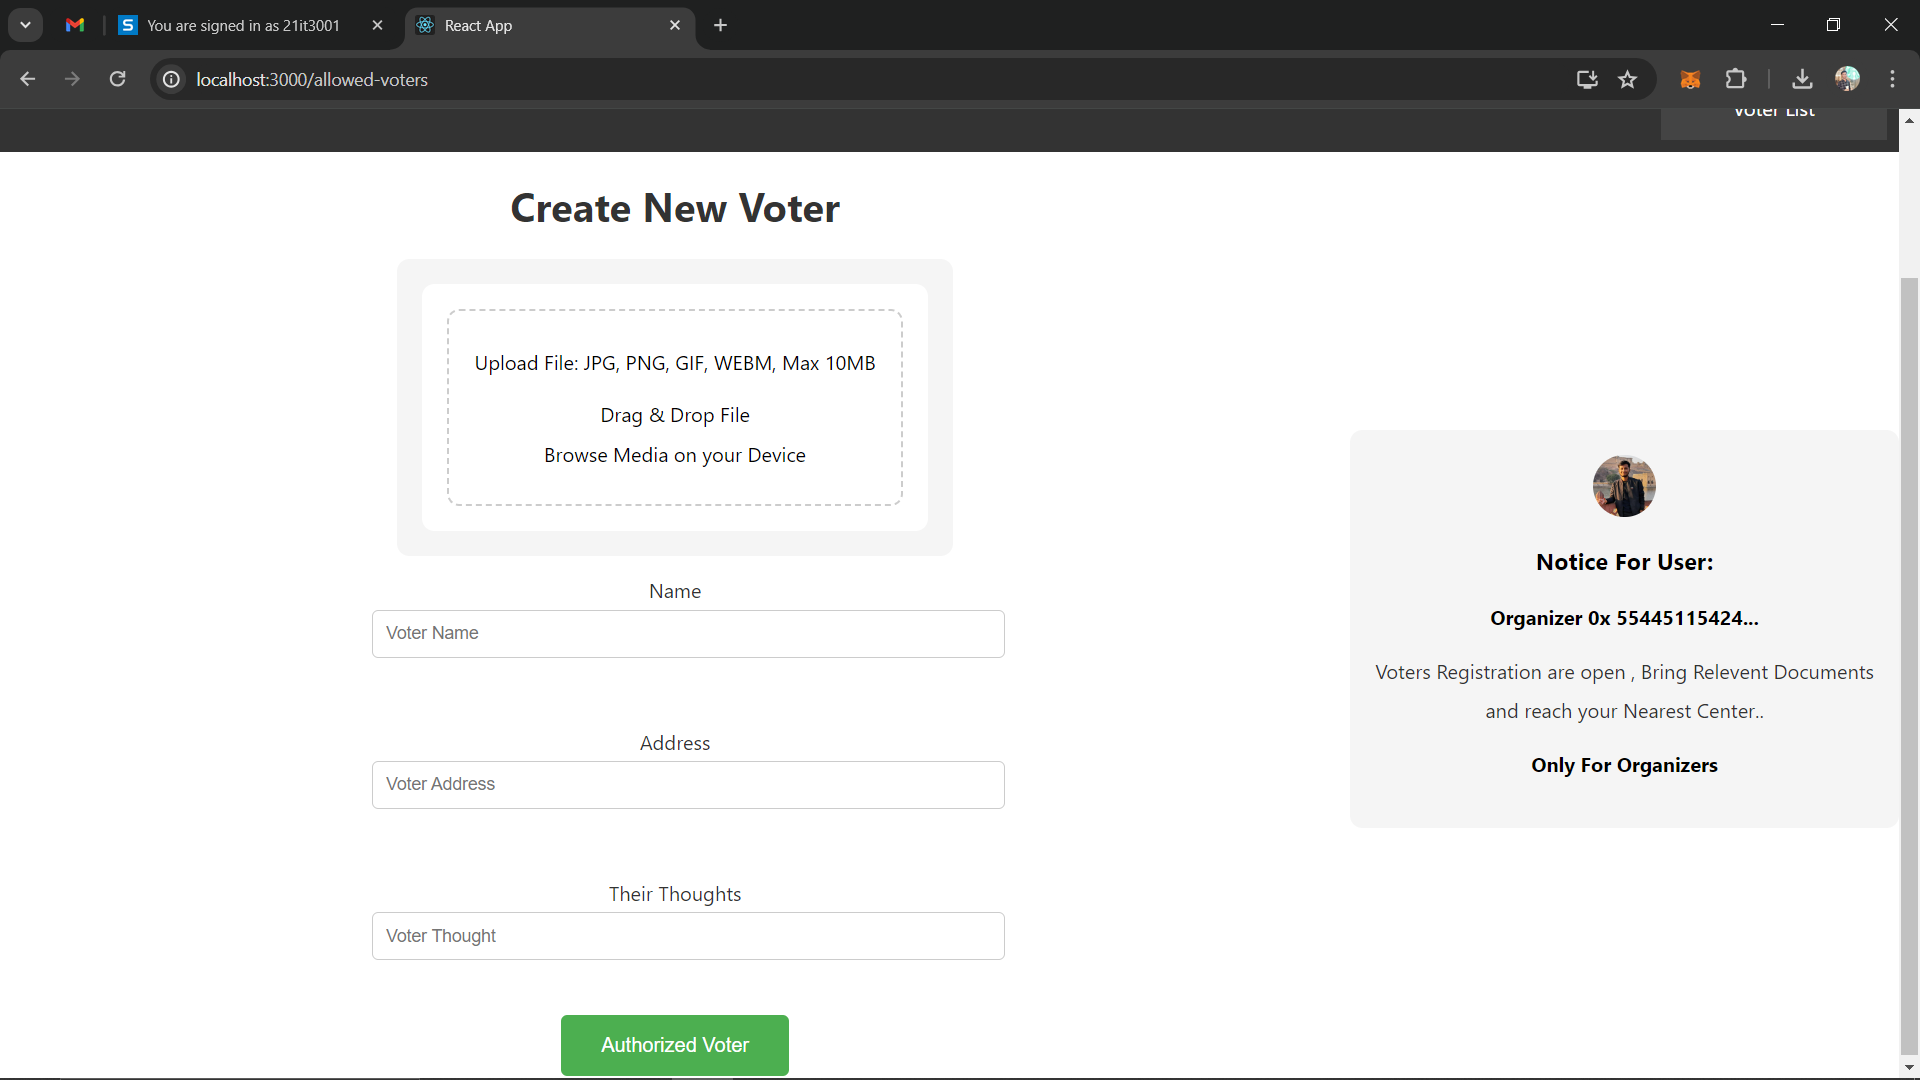 You are signed in as 21it3001
React App
localhost:3000/allowed-voters
Voter List
Create New Voter
Upload File: JPG, PNG, GIF, WEBM, Max 10MB
Drag & Drop File
Browse Media on your Device
Name
Voter Name
Address
Voter Address
Their Thoughts
Voter Thought
Authorized Voter
Notice For User:
Organizer 0x 55445115424...
Voters Registration are open , Bring Relevent Documents
and reach your Nearest Center..
Only For Organizers